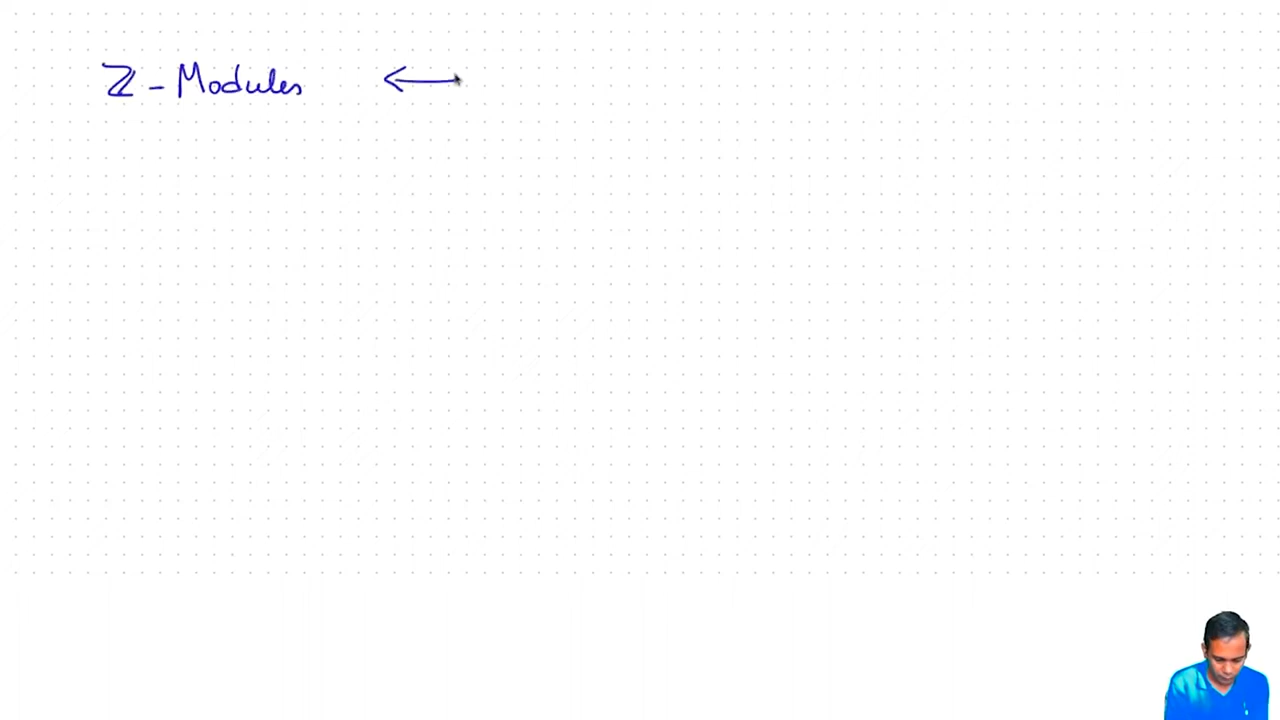 ℤ - Modules ⟵